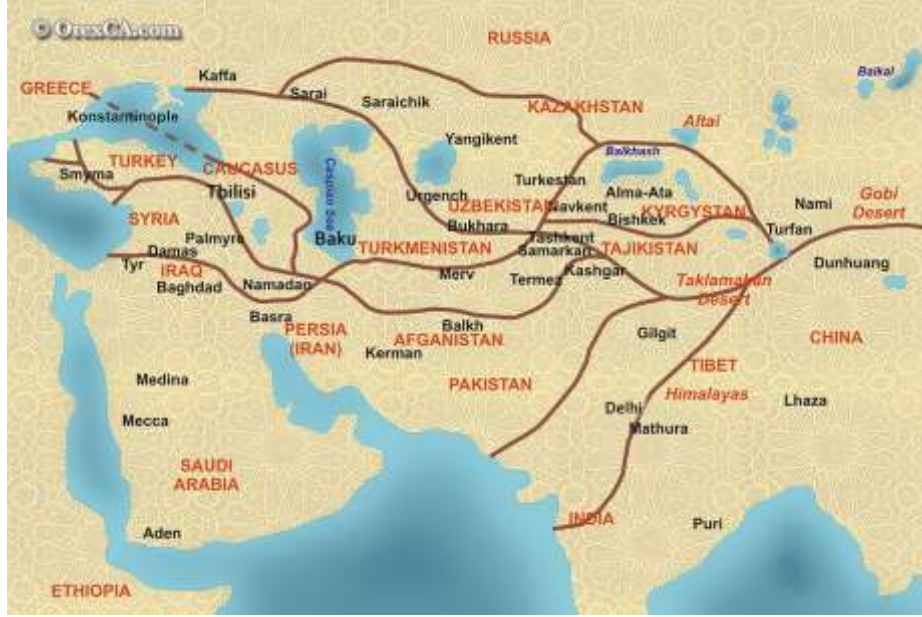 © OrexCA.com
RUSSIA
Baikal
GREECE
Kaffa
Sarai
Saraichik
KAZAKHSTAN
Altai
Konstantinople
Yangikent
Balkhash
Smyrna
TURKEY
CAUCASUS
Caspian Sea
Turkestan
Tbilisi
Urgench
Alma-Ata
Gobi
Desert
UZBEKISTAN
Navkent
KYRGYSTAN
Nami
SYRIA
Bukhara
Bishkek
Turfan
Palmyre
Baku
Tashkent
Damas
TURKMENISTAN
Samarkan
TAJIKISTAN
Tyr
IRAQ
Merv
Kashgar
Dunhuang
Baghdad
Namadan
Termez
Taklamakan
Desert
Basra
PERSIA
(IRAN)
Balkh
AFGANISTAN
Gilgit
CHINA
Kerman
TIBET
Medina
PAKISTAN
Himalayas
Lhaza
Delhi
Mecca
Mathura
SAUDI
ARABIA
INDIA
Puri
Aden
ETHIOPIA